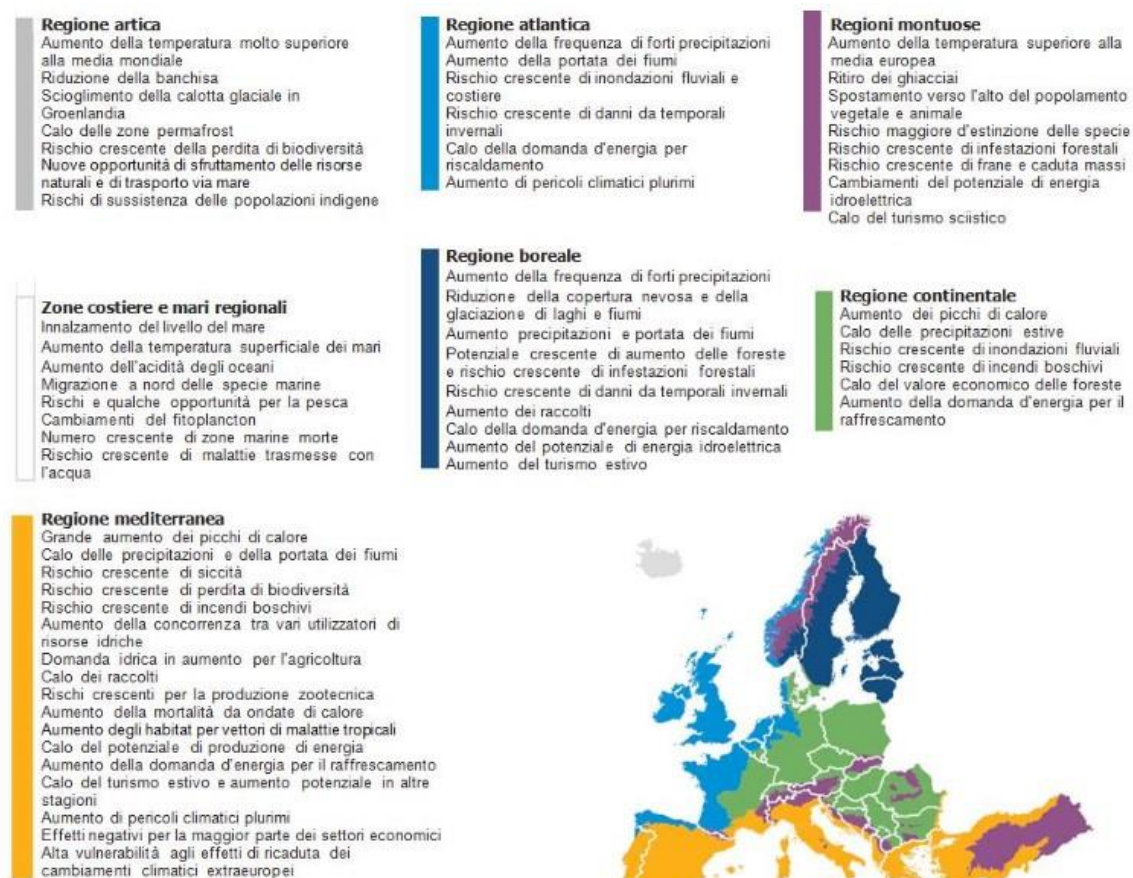 Regione artica
Aumento della temperatura molto superiore
alla media mondiale
Riduzione della banchisa
Scioglimento della calotta glaciale in
Groenlandia
Calo delle zone permafrost
Rischio crescente della perdita di biodiversità
Nuove opportunità di sfruttamento delle risorse
naturali e di trasporto via mare
Rischi di sussistenza delle popolazioni indigene
Regione atlantica
Aumento della frequenza di forti precipitazioni
Aumento della portata dei fiumi
Rischio crescente di inondazioni fluviali e
costiere
Rischio crescente di danni da temporali
invernali
Calo della domanda d'energia per
riscaldamento
Aumento di pericoli climatici plurimi
Regioni montuose
Aumento della temperatura superiore alla
media europea
Ritiro dei ghiacciai
Spostamento verso l'alto del popolamento
vegetale e animale
Rischio maggiore d'estinzione delle specie
Rischio crescente di infestazioni forestali
Rischio crescente di frane e caduta massi
Cambiamenti del potenziale di energia
idroelettrica
Calo del turismo sciistico
Zone costiere e mari regionali
Innalzamento del livello del mare
Aumento della temperatura superficiale dei mari
Aumento dell'acidità degli oceani
Migrazione a nord delle specie marine
Rischi e qualche opportunità per la pesca
Cambiamenti del fitoplancton
Numero crescente di zone marine morte
Rischio crescente di malattie trasmesse con
l'acqua
Regione boreale
Aumento della frequenza di forti precipitazioni
Riduzione della copertura nevosa e della
glaciazione di laghi e fiumi
Aumento precipitazioni e portata dei fiumi
Potenziale crescente di aumento delle foreste
e rischio crescente di infestazioni forestali
Rischio crescente di danni da temporali invernali
Aumento dei raccolti
Calo della domanda d'energia per riscaldamento
Aumento del potenziale di energia idroelettrica
Aumento del turismo estivo
Regione continentale
Aumento dei picchi di calore
Calo delle precipitazioni estive
Rischio crescente di inondazioni fluviali
Rischio crescente di incendi boschivi
Calo del valore economico delle foreste
Aumento della domanda d'energia per il
raffrescamento
Regione mediterranea
Grande aumento dei picchi di calore
Calo delle precipitazioni e della portata dei fiumi
Rischio crescente di siccità
Rischio crescente di perdita di biodiversità
Rischio crescente di incendi boschivi
Aumento della concorrenza tra vari utilizzatori di
risorse idriche
Domanda idrica in aumento per l'agricoltura
Calo dei raccolti
Rischi crescenti per la produzione zootecnica
Aumento della mortalità da ondate di calore
Aumento degli habitat per vettori di malattie tropicali
Calo del potenziale di produzione di energia
Aumento della domanda d'energia per il raffrescamento
Calo del turismo estivo e aumento potenziale in altre
stagioni
Aumento di pericoli climatici plurimi
Effetti negativi per la maggior parte dei settori economici
Alta vulnerabilità agli effetti di ricaduta dei
cambiamenti climatici extraeuropei